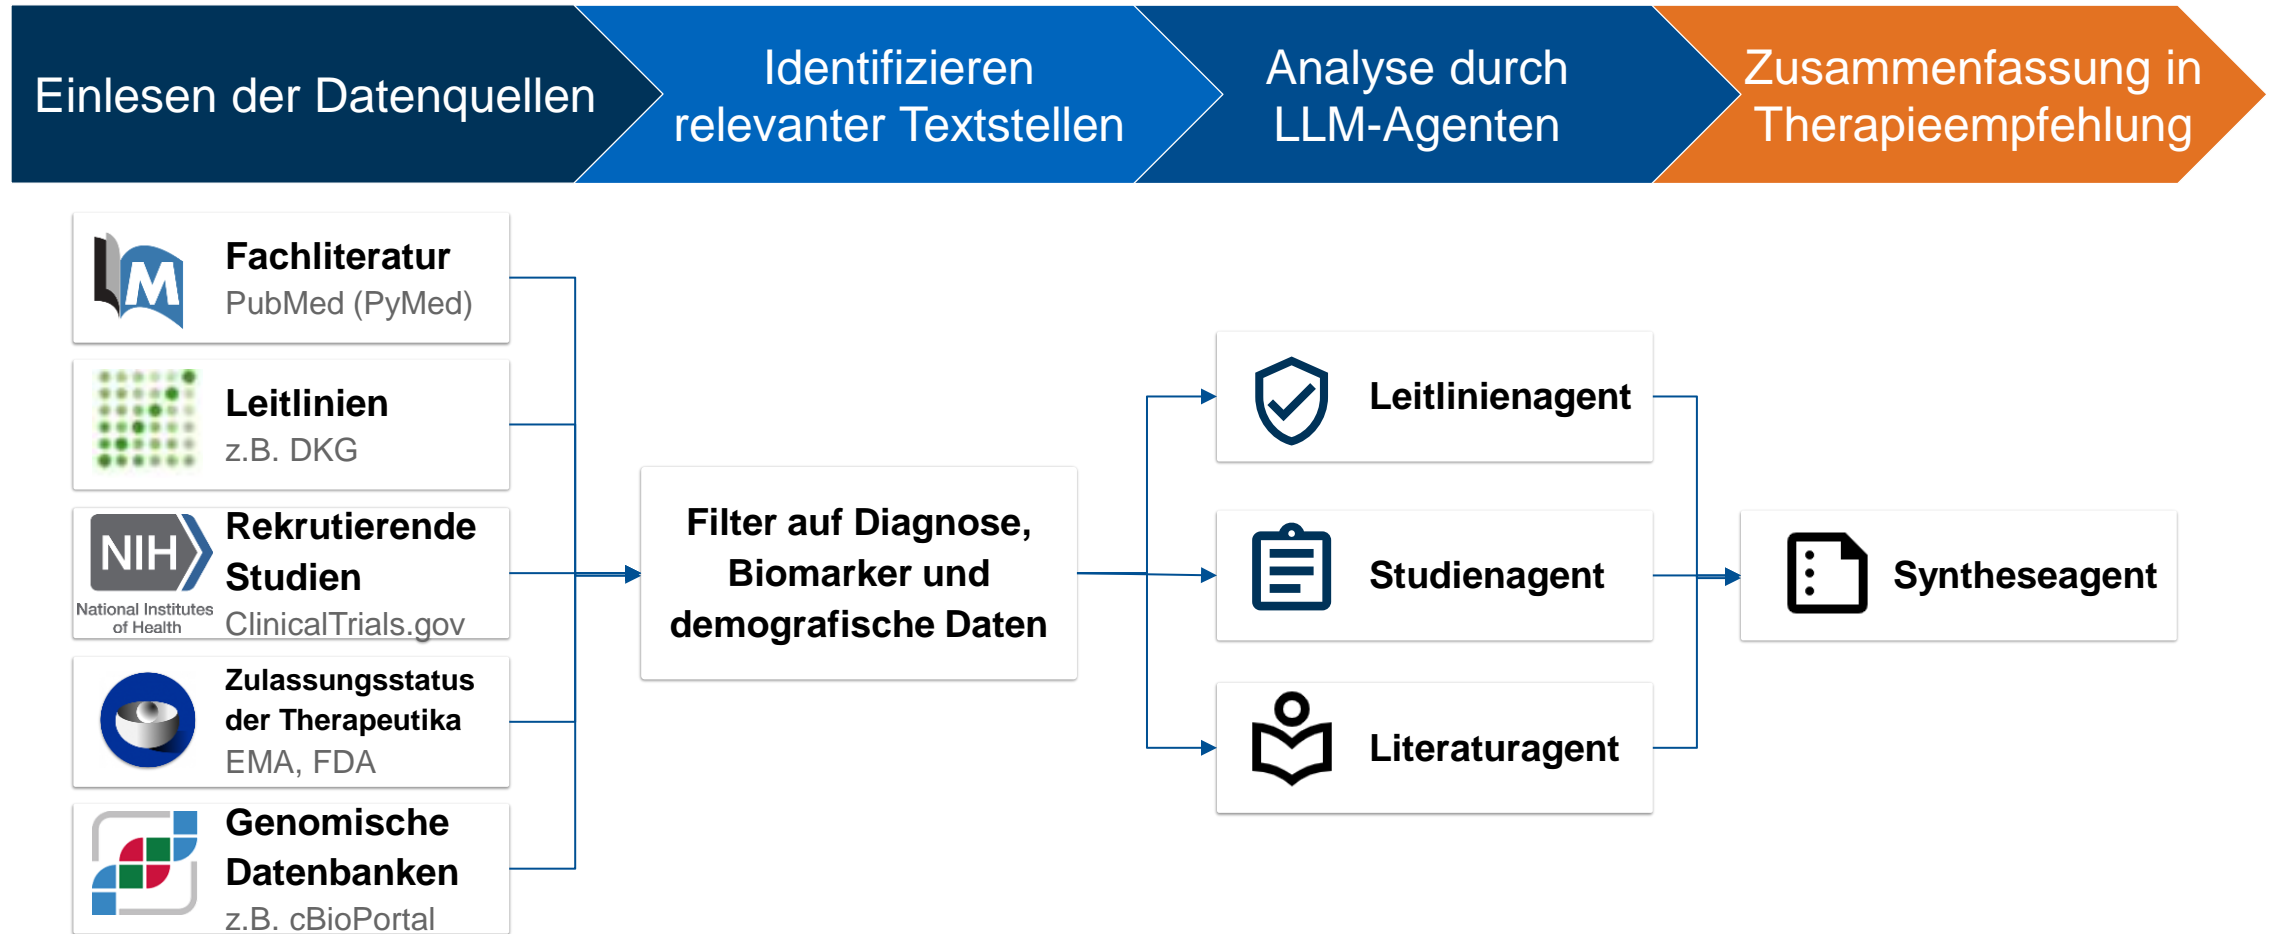 Einlesen der Datenquellen
Identifizieren
relevanter Textstellen
Analyse durch
LLM-Agenten
Zusammenfassung in
Therapieempfehlung
M
Fachliteratur
PubMed (PyMed)
Leitlinien
z.B. DKG
NIH
National Institutes
of Health
Rekrutierende
Studien
ClinicalTrials.gov
Zulassungsstatus
der Therapeutika
EMA, FDA
Genomische
Datenbanken
z.B. cBioPortal
Filter auf Diagnose,
Biomarker und
demografische Daten
Leitlinienagent
Studienagent
Literaturagent
Syntheseagent